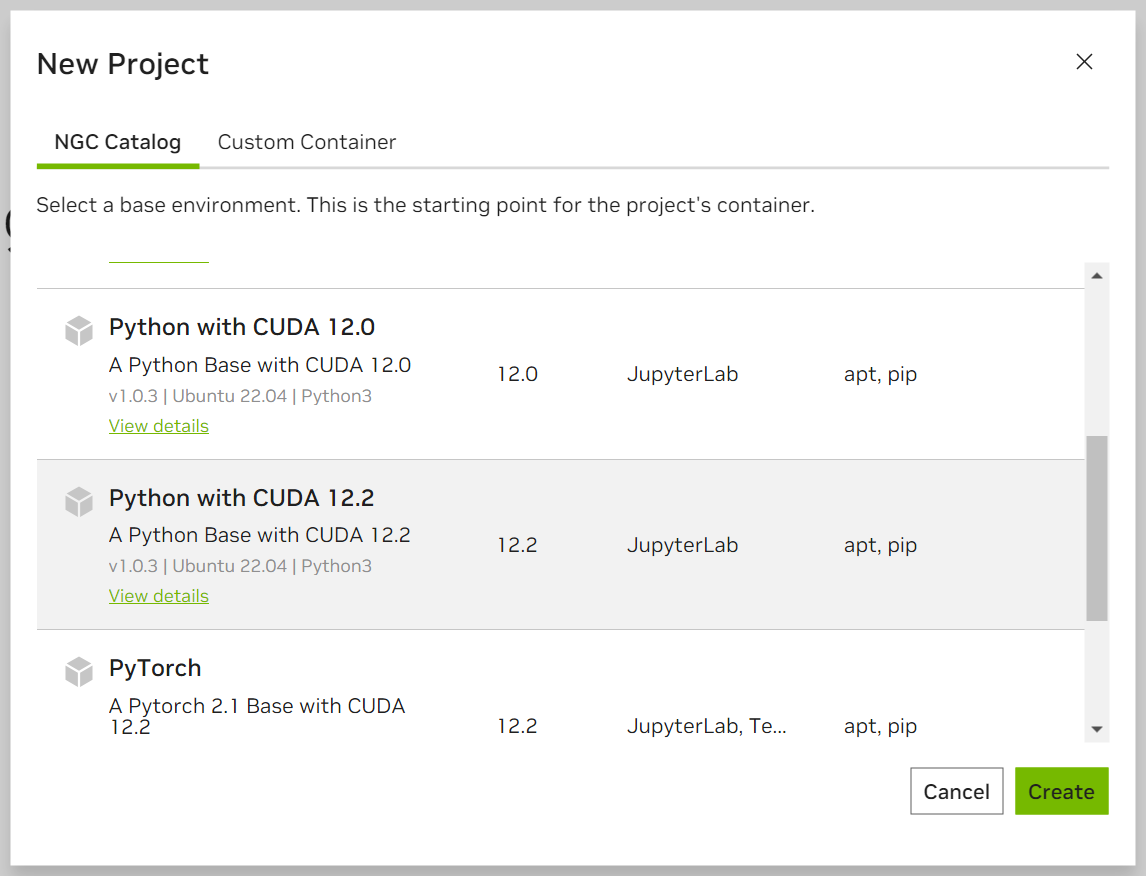 New Project
NGC Catalog
Custom Container
Select a base environment. This is the starting point for the project's container.
Python with CUDA 12.0
A Python Base with CUDA 12.0
v1.0.3 | Ubuntu 22.04 | Python3
View details
12.0
JupyterLab
apt, pip
Python with CUDA 12.2
A Python Base with CUDA 12.2
v1.0.3 | Ubuntu 22.04 | Python3
View details
12.2
JupyterLab
apt, pip
PyTorch
A Pytorch 2.1 Base with CUDA
12.2
12.2
JupyterLab, Te...
apt, pip
Cancel
Create